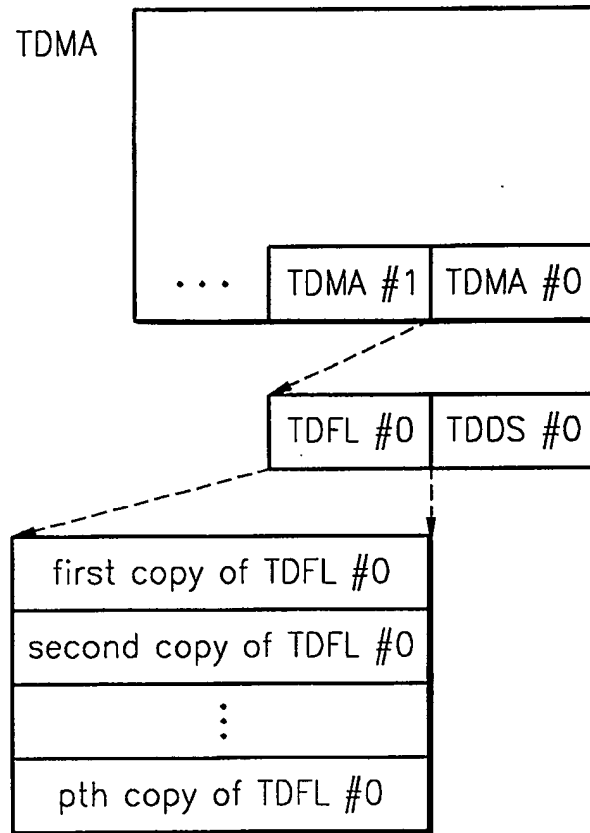 TDMA
... TDMA #1 TDMA #0
TDFL #0 TDDS #0
first copy of TDFL #0
second copy of TDFL #0
⋮
pth copy of TDFL #0